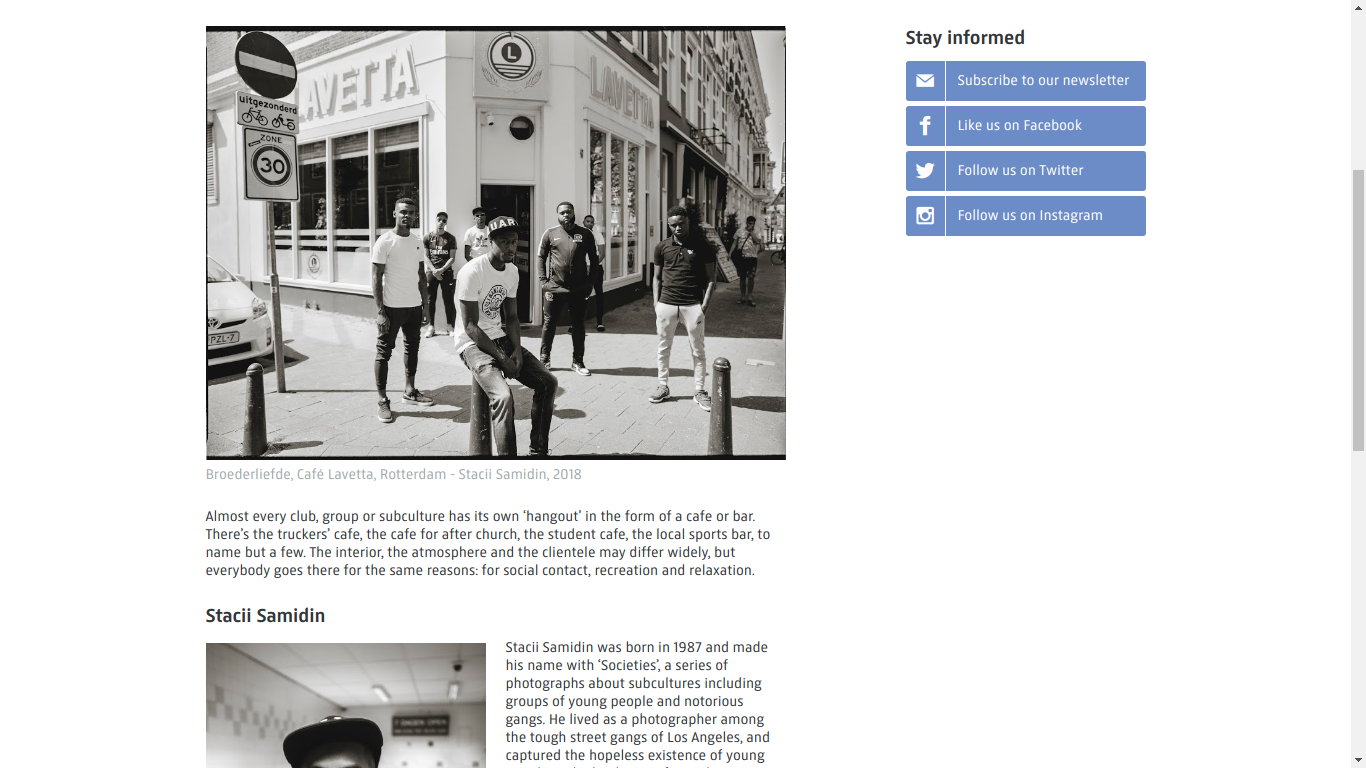 LAVETTA
L
LAVETTA
uitgezonderd
ZONE
30
UAR
PZL-7
Broederliefde, Café Lavetta, Rotterdam - Stacii Samidin, 2018
Almost every club, group or subculture has its own ‘hangout’ in the form of a cafe or bar.
There’s the truckers’ cafe, the cafe for after church, the student cafe, the local sports bar, to
name but a few. The interior, the atmosphere and the clientele may differ widely, but
everybody goes there for the same reasons: for social contact, recreation and relaxation.
Stacii Samidin
7 DAGEN OPEN
Stacii Samidin was born in 1987 and made
his name with ‘Societies’, a series of
photographs about subcultures including
groups of young people and notorious
gangs. He lived as a photographer among
the tough street gangs of Los Angeles, and
captured the hopeless existence of young
Stay informed
Subscribe to our newsletter
Like us on Facebook
Follow us on Twitter
Follow us on Instagram